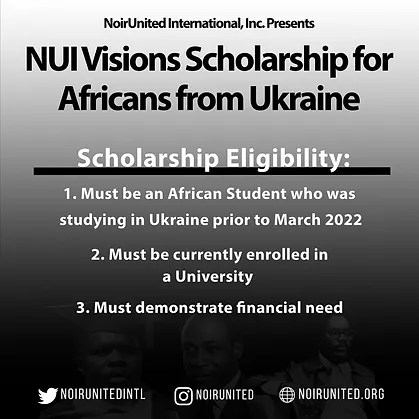 NoirUnited International, Inc. Presents
NUI Visions Scholarship for
Africans from Ukraine
Scholarship Eligibility:
1. Must be an African Student who was
studying in Ukraine prior to March 2022
2. Must be currently enrolled in
a University
3. Must demonstrate financial need
NOIRUNITEDINTL NOIRUNITED NOIRUNITED.ORG